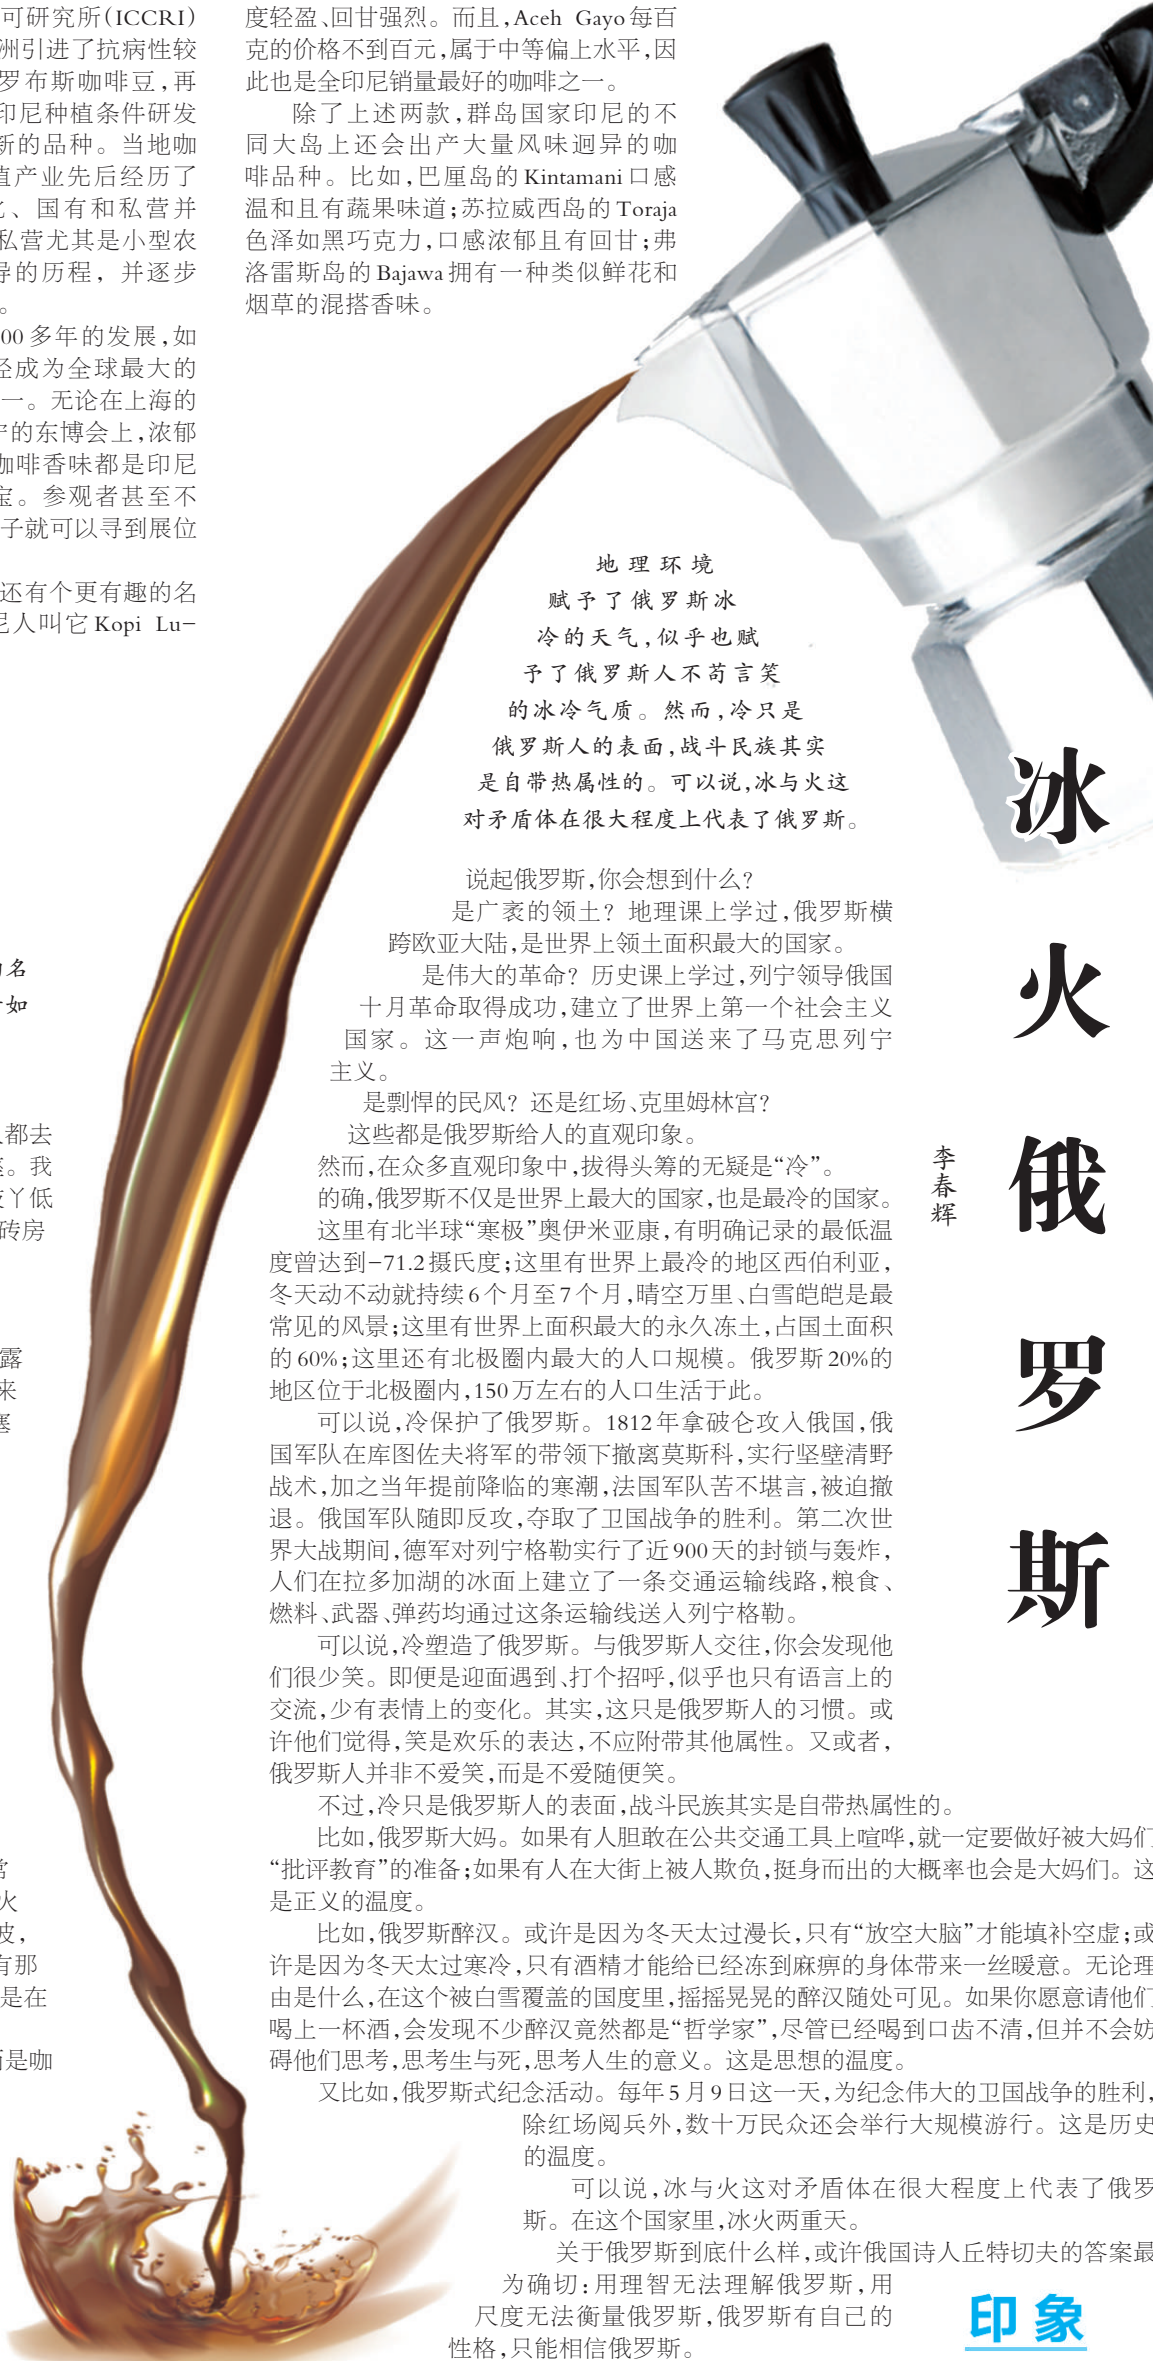 可研究所(ICCRI)
洲引进了抗病性较
罗布斯咖啡豆,再
印尼种植条件研发
新的品种。当地咖
植产业先后经历了
、国有和私营并
私营尤其是小型农
导的历程,并逐步
。
00多年的发展,如
经成为全球最大的
一。无论在上海的
宁的东博会上,浓郁
咖啡香味都是印尼
宝。参观者甚至不
子就可以寻到展位
还有个更有趣的名
尼人叫它Kopi Lu-
名
如
都去
。我
丫低
砖房
露
来
塞
常
火
波,
有那
是在
而是咖
度轻盈、回甘强烈。而且,Aceh Gayo每百
克的价格不到百元,属于中等偏上水平,因
此也是全印尼销量最好的咖啡之一。
除了上述两款,群岛国家印尼的不
同大岛上还会出产大量风味迥异的咖
啡品种。比如,巴厘岛的Kintamani口感
温和且有蔬果味道;苏拉威西岛的Toraja
色泽如黑巧克力,口感浓郁且有回甘;弗
洛雷斯岛的Bajawa拥有一种类似鲜花和
烟草的混搭香味。
冰火俄罗斯
李春辉
地理环境
赋予了俄罗斯冰
冷的天气,似乎也赋
予了俄罗斯人不苟言笑
的冰冷气质。然而,冷只是
俄罗斯人的表面,战斗民族其实
是自带热属性的。可以说,冰与火这
对矛盾体在很大程度上代表了俄罗斯。
说起俄罗斯,你会想到什么?
是广袤的领土?地理课上学过,俄罗斯横
跨欧亚大陆,是世界上领土面积最大的国家。
是伟大的革命?历史课上学过,列宁领导俄国
十月革命取得成功,建立了世界上第一个社会主义
国家。这一声炮响,也为中国送来了马克思列宁
主义。
是剽悍的民风?还是红场、克里姆林宫?
这些都是俄罗斯给人的直观印象。
然而,在众多直观印象中,拔得头筹的无疑是“冷”。
的确,俄罗斯不仅是世界上最大的国家,也是最冷的国家。
这里有北半球“寒极”奥伊米亚康,有明确记录的最低温
度曾达到-71.2摄氏度;这里有世界上最冷的地区西伯利亚,
冬天动不动就持续6个月至7个月,晴空万里、白雪皑皑是最
常见的风景;这里有世界上面积最大的永久冻土,占国土面积
的60%;这里还有北极圈内最大的人口规模。俄罗斯20%的
地区位于北极圈内,150万左右的人口生活于此。
可以说,冷保护了俄罗斯。1812年拿破仑攻入俄国,俄
国军队在库图佐夫将军的带领下撤离莫斯科,实行坚壁清野
战术,加之当年提前降临的寒潮,法国军队苦不堪言,被迫撤
退。俄国军队随即反攻,夺取了卫国战争的胜利。第二次世
界大战期间,德军对列宁格勒实行了近900天的封锁与轰炸,
人们在拉多加湖的冰面上建立了一条交通运输线路,粮食、
燃料、武器、弹药均通过这条运输线送入列宁格勒。
可以说,冷塑造了俄罗斯。与俄罗斯人交往,你会发现他
们很少笑。即便是迎面遇到、打个招呼,似乎也只有语言上的
交流,少有表情上的变化。其实,这只是俄罗斯人的习惯。或
许他们觉得,笑是欢乐的表达,不应附带其他属性。又或者,
俄罗斯人并非不爱笑,而是不爱随便笑。
不过,冷只是俄罗斯人的表面,战斗民族其实是自带热属性的。
比如,俄罗斯大妈。如果有人胆敢在公共交通工具上喧哗,就一定要做好被大妈们
“批评教育”的准备;如果有人在大街上被人欺负,挺身而出的大概率也会是大妈们。这
是正义的温度。
比如,俄罗斯醉汉。或许是因为冬天太过漫长,只有“放空大脑”才能填补空虚;或
许是因为冬天太过寒冷,只有酒精才能给已经冻到麻痹的身体带来一丝暖意。无论理
由是什么,在这个被白雪覆盖的国度里,摇摇晃晃的醉汉随处可见。如果你愿意请他们
喝上一杯酒,会发现不少醉汉竟然都是“哲学家”,尽管已经喝到口齿不清,但并不会妨
碍他们思考,思考生与死,思考人生的意义。这是思想的温度。
又比如,俄罗斯式纪念活动。每年5月9日这一天,为纪念伟大的卫国战争的胜利,
除红场阅兵外,数十万民众还会举行大规模游行。这是历史
的温度。
可以说,冰与火这对矛盾体在很大程度上代表了俄罗
斯。在这个国家里,冰火两重天。
关于俄罗斯到底什么样,或许俄国诗人丘特切夫的答案最
为确切:用理智无法理解俄罗斯,用
尺度无法衡量俄罗斯,俄罗斯有自己的
性格,只能相信俄罗斯。
印象